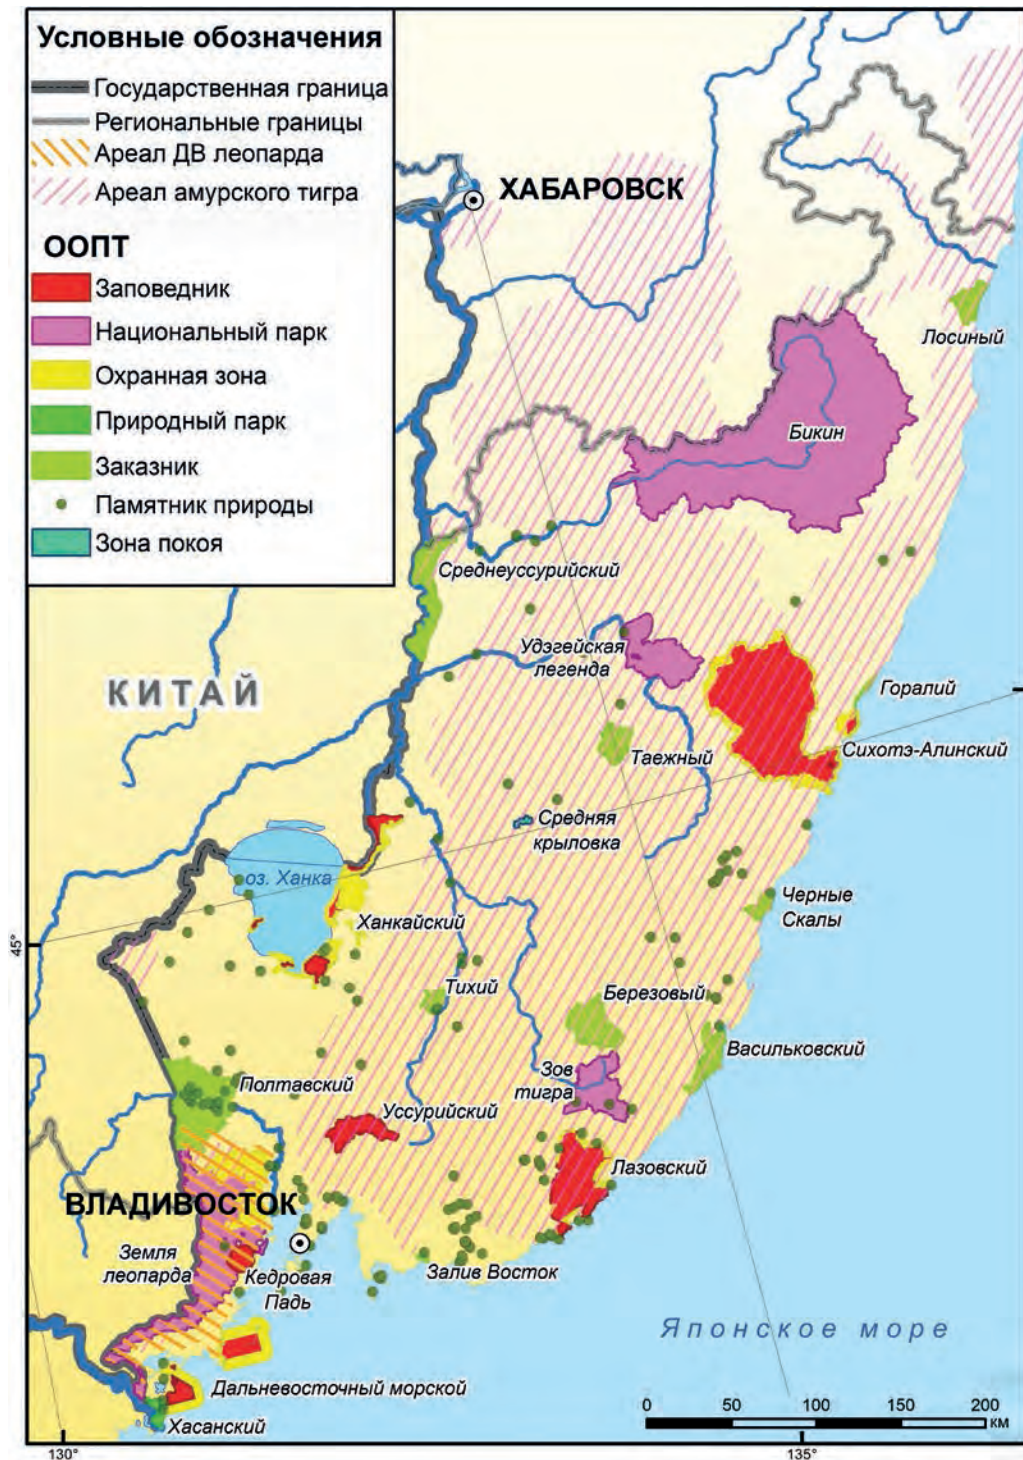 Условные обозначения
Государственная граница
Региональные границы
Ареал ДВ леопарда
Ареал амурского тигра
ООПТ
Заповедник
Национальный парк
Охранная зона
Природный парк
Заказник
Памятник природы
Зона покоя
ХАБАРОВСК
Лосиный
Бикин
Среднеуссурийский
Удэгейская
легенда
КИТАЙ
Горалий
Сихотэ-Алинский
Таежный
Средняя
крыловка
оз. Ханка
Ханкайский
Черные
Скалы
45°
Тихий
Березовый
Васильковский
Зов
тигра
Полтавский
Уссурийский
Лазовский
ВЛАДИВОСТОК
Земля
леопарда
Кедровая
Падь
Залив Восток
Японское море
Дальневосточный морской
Хасанский
0 50 100 150 200
км
130°
135°